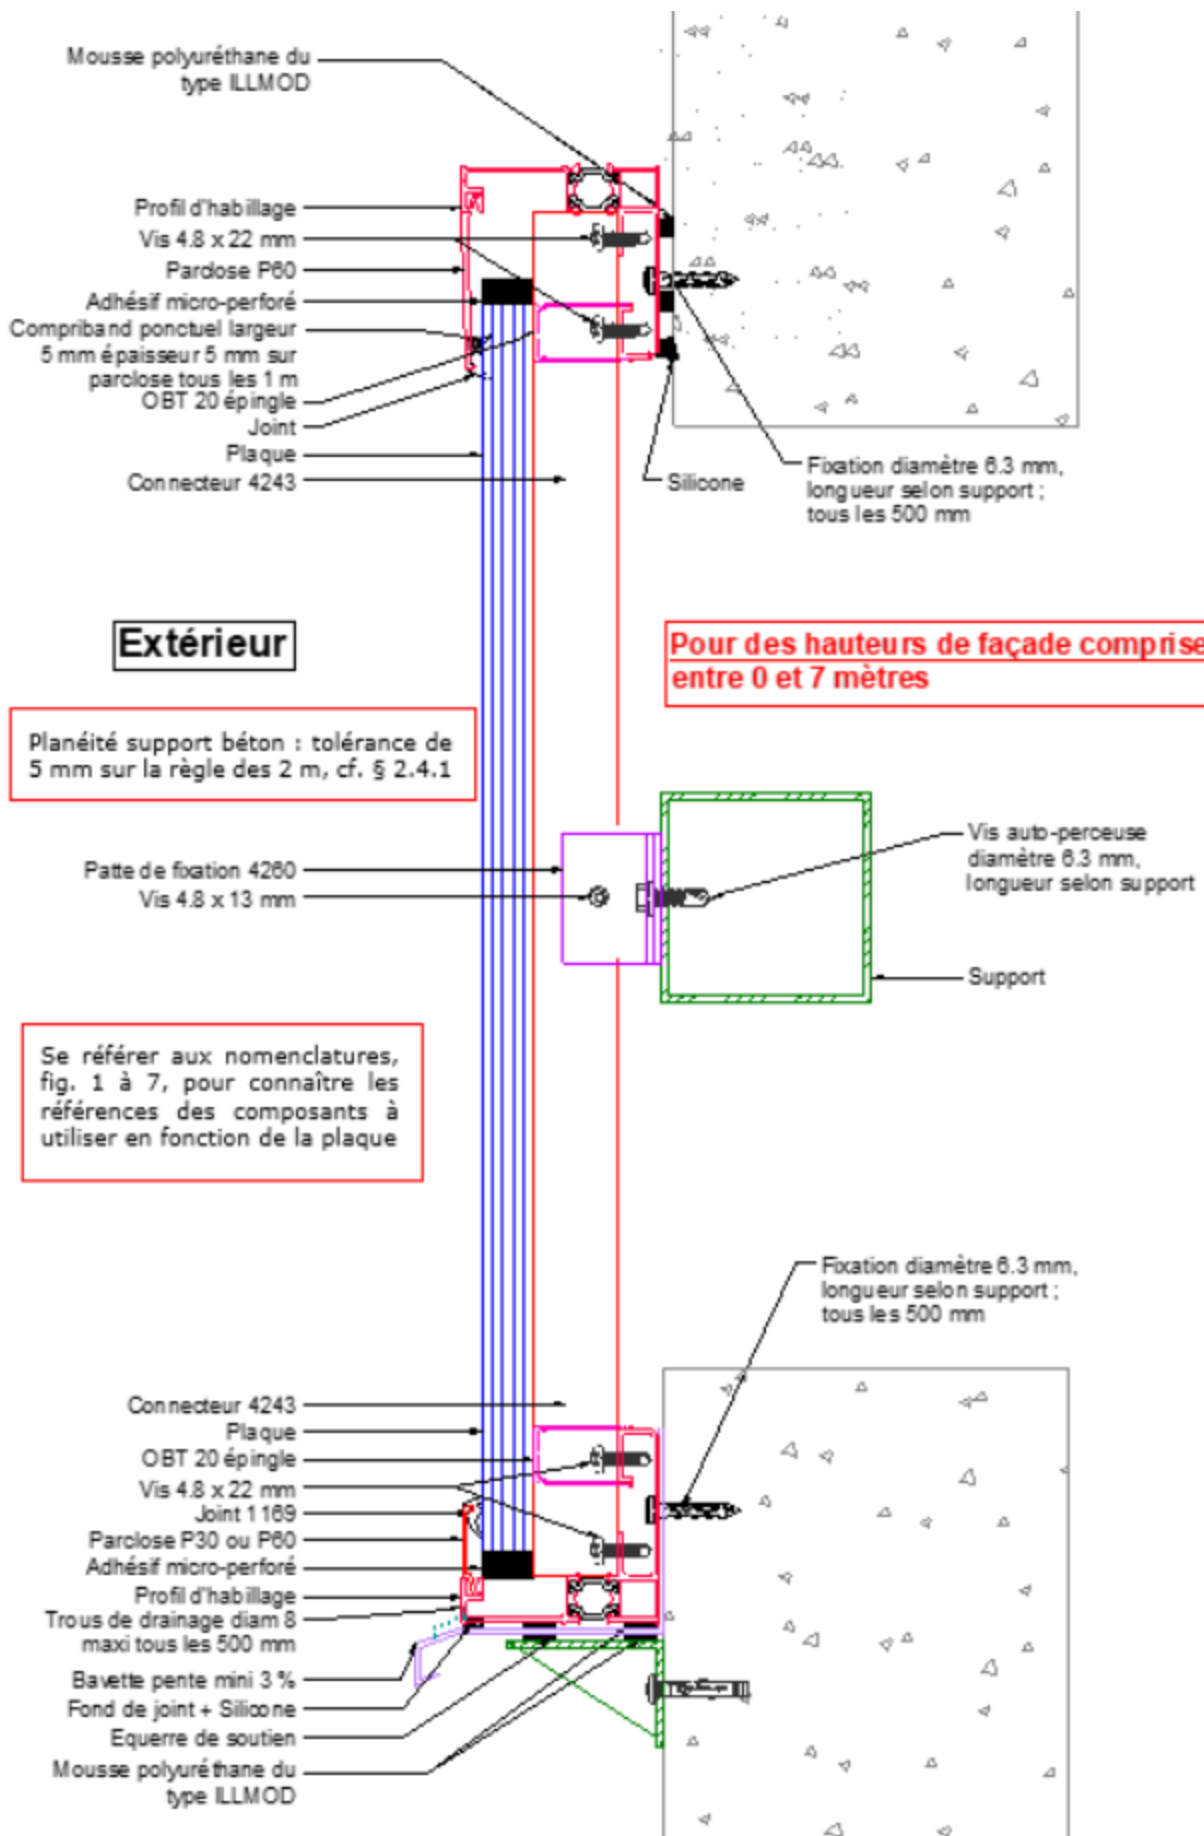 Mousse polyuréthane du
type ILLMOD
Profil d'habillage
Vis 4.8 x 22 mm
Parclose P60
Adhésif micro-perforé
Compriband ponctuel largeur
5 mm épaisseur 5 mm sur
parclose tous les 1 m
OBT 20 épingle
Joint
Plaque
Connecteur 4243
Silicone
Fixation diamètre 6.3 mm,
longueur selon support ;
tous les 500 mm
Extérieur
Pour des hauteurs de façade comprise
entre 0 et 7 mètres
Planéité support béton : tolérance de
5 mm sur la règle des 2 m, cf. § 2.4.1
Patte de fixation 4260
Vis 4.8 x 13 mm
Vis auto-perceuse
diamètre 6.3 mm,
longueur selon support
Support
Se référer aux nomenclatures,
fig. 1 à 7, pour connaître les
références des composants à
utiliser en fonction de la plaque
Fixation diamètre 6.3 mm,
longueur selon support ;
tous les 500 mm
Connecteur 4243
Plaque
OBT 20 épingle
Vis 4.8 x 22 mm
Joint 1169
Parclose P30 ou P60
Adhésif micro-perforé
Profil d'habillage
Trous de drainage diam 8
maxi tous les 500 mm
Bavette pente mini 3 %
Fond de joint + Silicone
Equerre de soutien
Mousse polyuréthane du
type ILLMOD